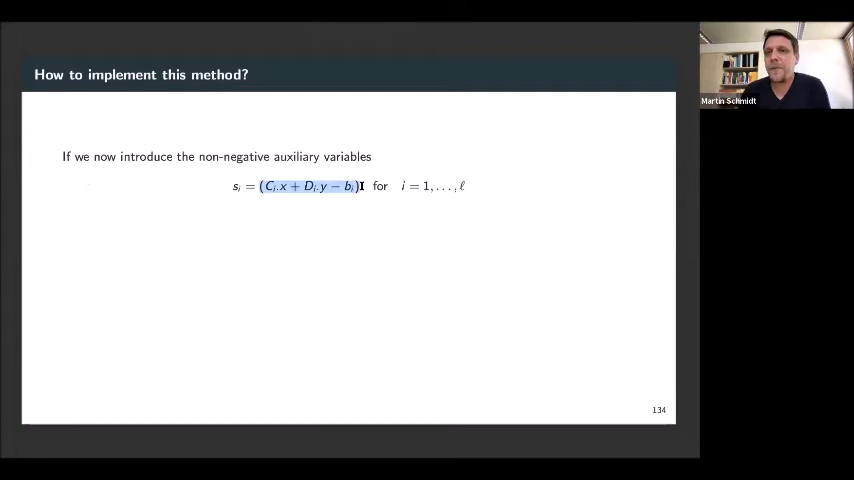 How to implement this method?
Martin Schmidt
If we now introduce the non-negative auxiliary variables
sᵢ = (Cᵢ.x + Dᵢ.y − bᵢ) for i = 1, . . . , ℓ
134